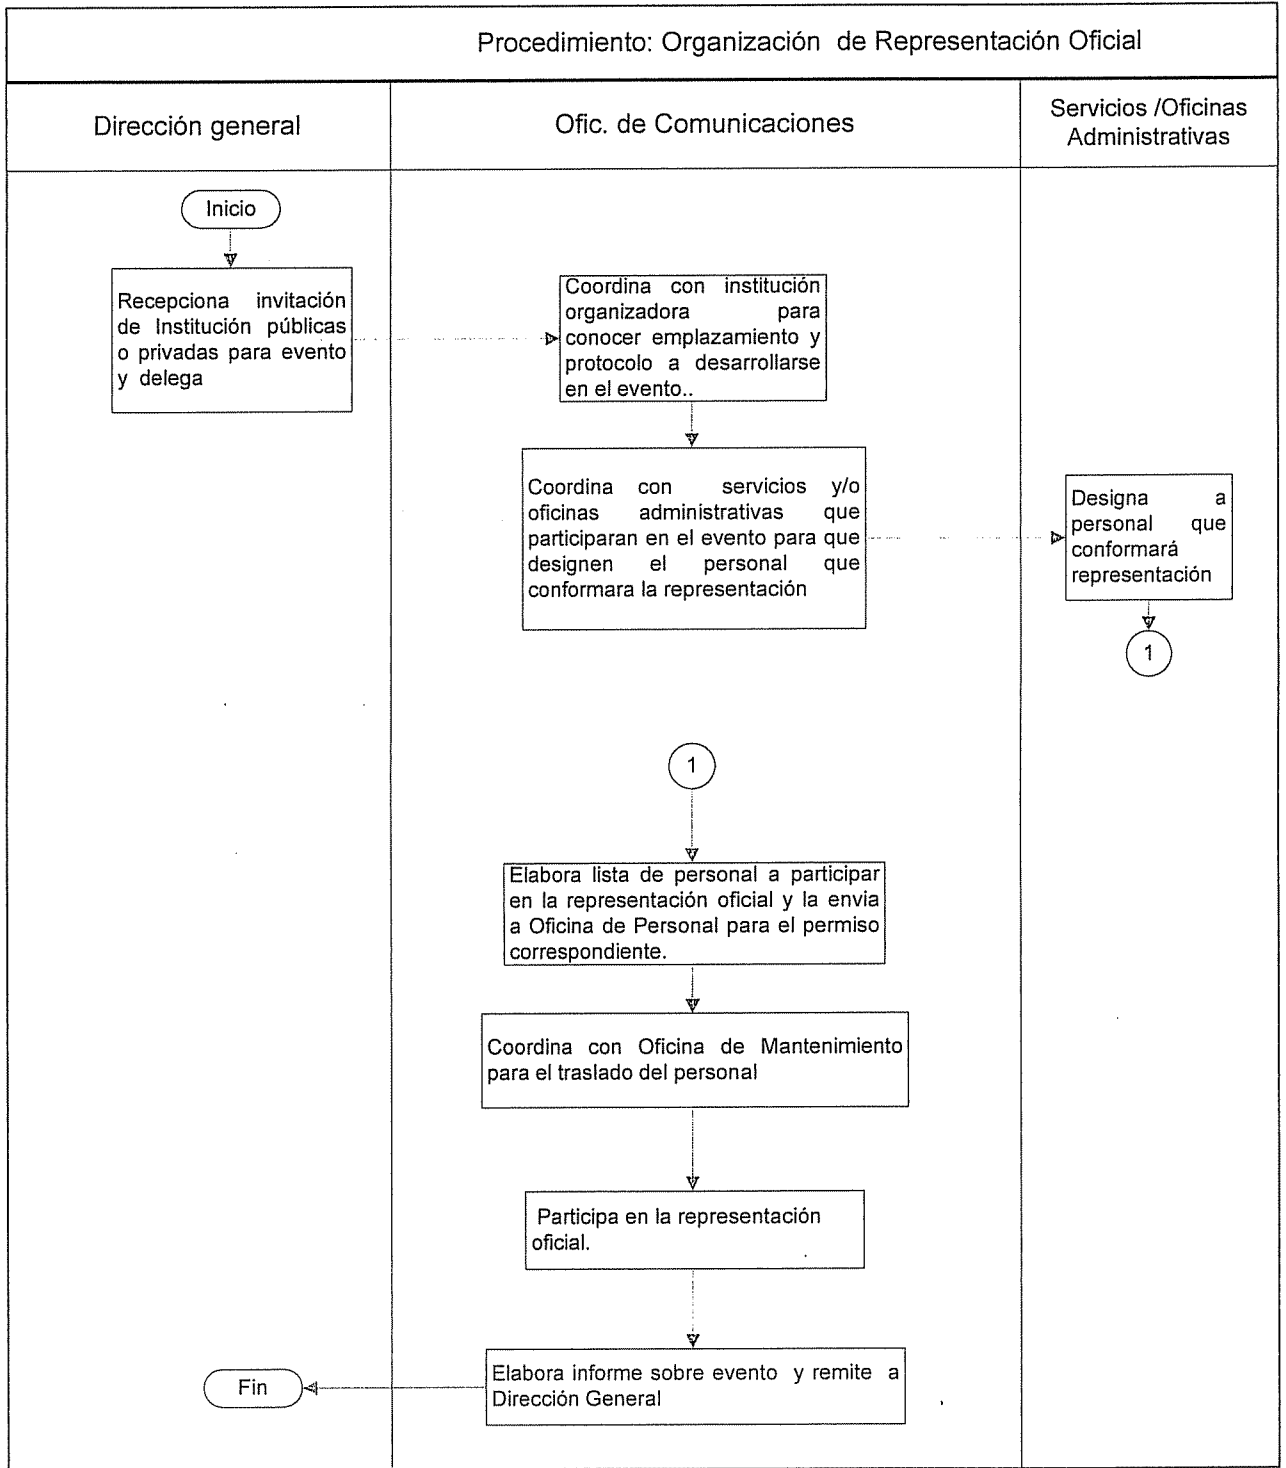 Procedimiento: Organización de Representación Oficial
Dirección general
Ofic. de Comunicaciones
Servicios /Oficinas
Administrativas
Inicio
Recepciona invitación
de Institución públicas
o privadas para evento
y delega
Coordina con institución
organizadora para
conocer emplazamiento y
protocolo a desarrollarse
en el evento..
Coordina con servicios y/o
oficinas administrativas que
participaran en el evento para que
designen el personal que
conformara la representación
Designa a
personal que
conformará
representación
1
1
Elabora lista de personal a participar
en la representación oficial y la envia
a Oficina de Personal para el permiso
correspondiente.
Coordina con Oficina de Mantenimiento
para el traslado del personal
Participa en la representación
oficial.
Elabora informe sobre evento y remite a
Dirección General
Fin